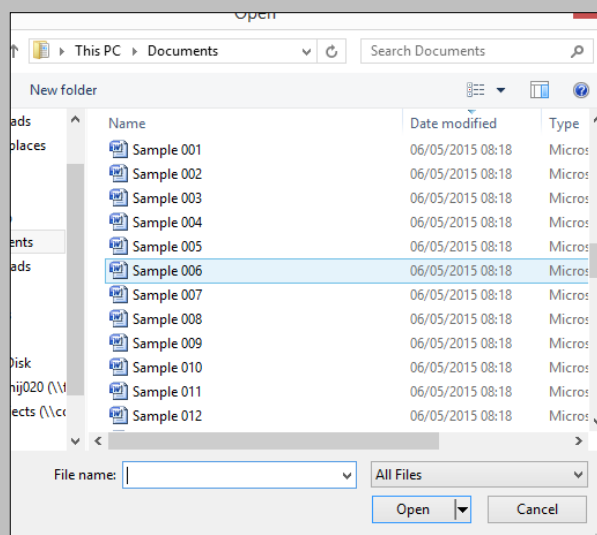 Open
This PC Documents Search Documents
New folder
ads
places
ents
ads
Disk
nij020 (\\f
ects (\\cc
Name Date modified Type
Sample 001 06/05/2015 08:18 Micros
Sample 002 06/05/2015 08:18 Micros
Sample 003 06/05/2015 08:18 Micros
Sample 004 06/05/2015 08:18 Micros
Sample 005 06/05/2015 08:18 Micros
Sample 006 06/05/2015 08:18 Micros
Sample 007 06/05/2015 08:18 Micros
Sample 008 06/05/2015 08:18 Micros
Sample 009 06/05/2015 08:18 Micros
Sample 010 06/05/2015 08:18 Micros
Sample 011 06/05/2015 08:18 Micros
Sample 012 06/05/2015 08:18 Micros
File name: All Files
Open Cancel